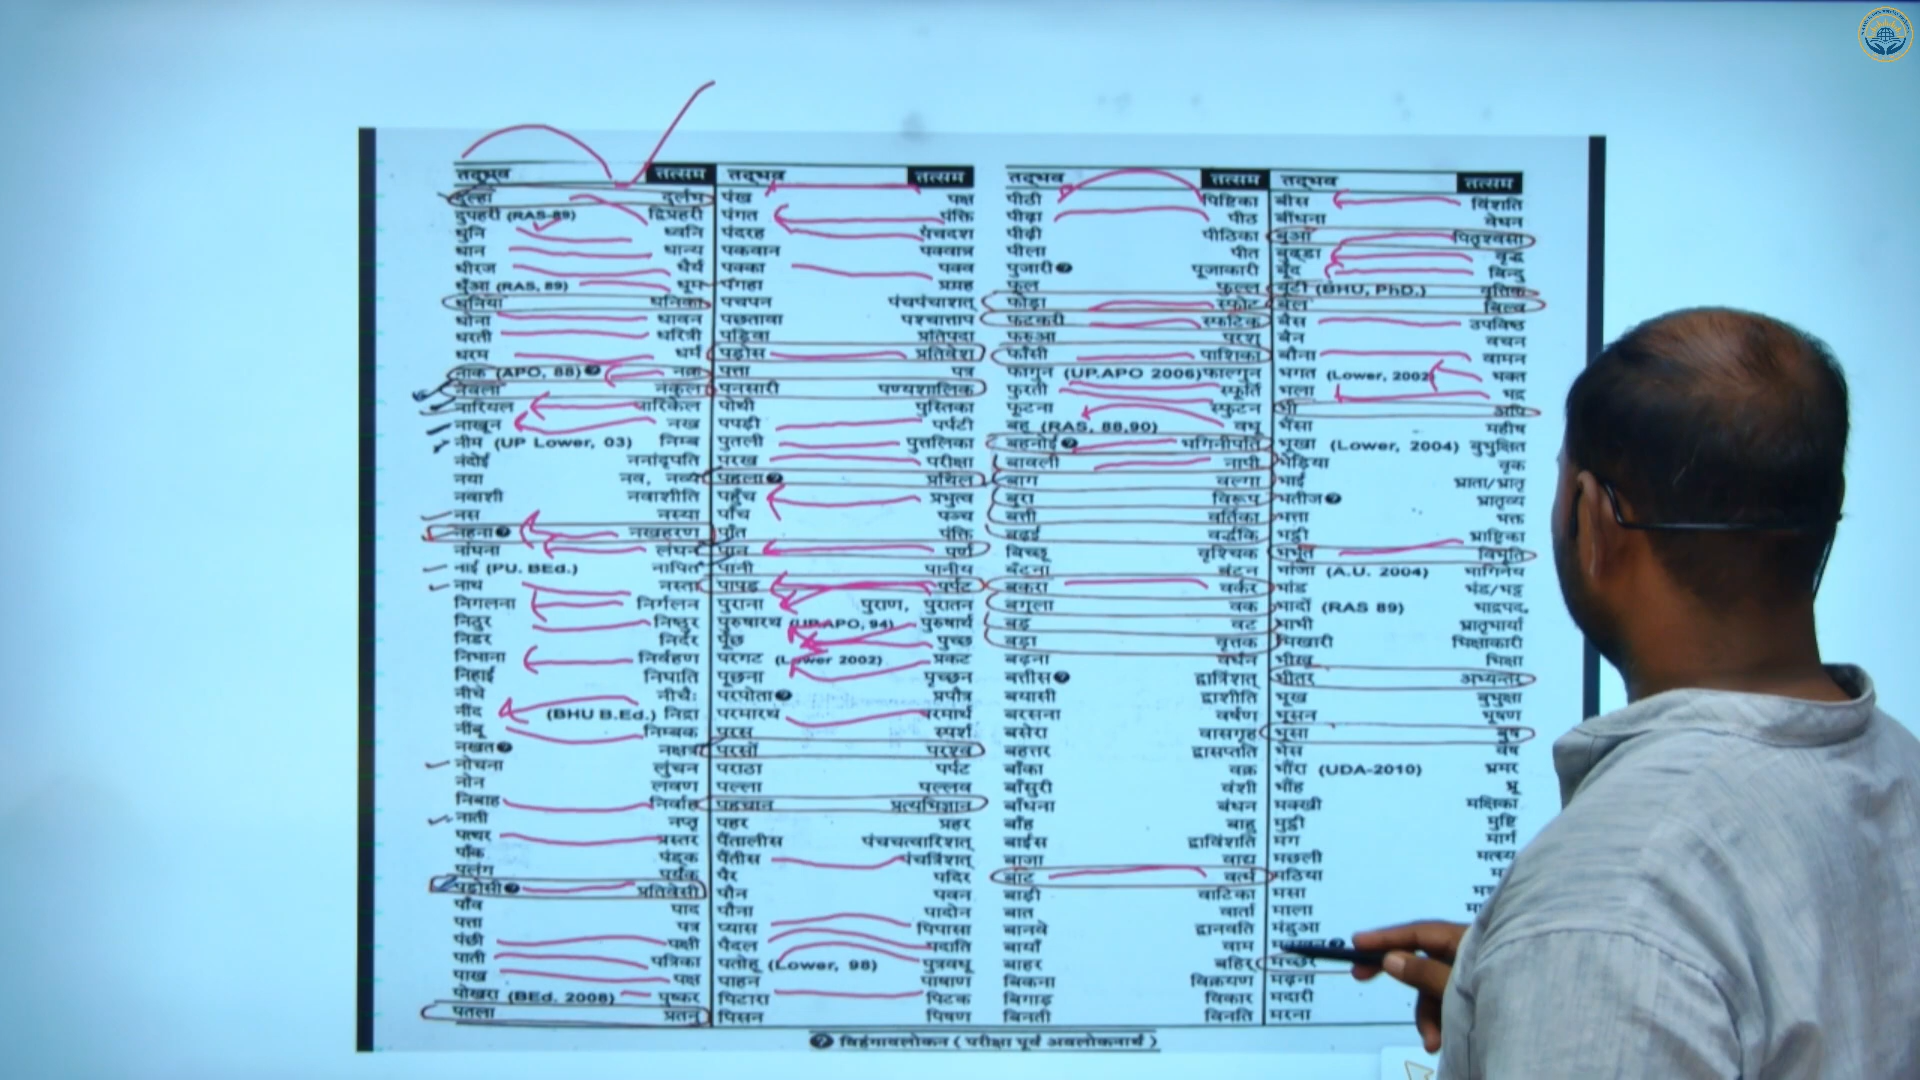 तद्भव तत्सम
दुल्हा दुर्लभ
दुपहरी (RAS-89) द्विप्रहरी
धुनि ध्वनि
धान धान्य
धीरज धैर्य
धुँआ (RAS, 89) धूम
धुनिया धनिका
धोना धावन
धरती धरित्री
धरम धर्म
नाक (APO, 88) नक्र
नेवला नकुल
नारियल नारिकेल
नाखून नख
नीम (UP Lower, 03) निम्ब
नंदोई ननांदृपति
नया नव, नव्य
नवाशी नवाशीति
नस नस्या
नहना नखहरण
नांघना लंघन
नाई (PU. BEd.) नापित
नाथ नस्ता
निगलना निर्गलन
निठुर निष्ठुर
निडर निर्दर
निभाना निर्वहण
निहाई निघाति
नीचे नीचैः
नींद (BHU B.Ed.) निद्रा
नींबू निम्बक
नखत नक्षत्र
नोचना लुंचन
नोन लवण
निबाह निर्वाह
नाती नप्तृ
पत्थर प्रस्तर
पाँक पंदूक
पलंग पर्यंक
पड़ोसी प्रतिवेसी
पाँव पाद
पत्ता पत्र
पंछी पक्षी
पाती पत्रिका
पाख पक्ष
पोखरा (BEd. 2008) पुष्कर
पतला प्रतनु
तद्भव तत्सम
पंख पक्ष
पंगत पंक्ति
पंदरह पंचदश
पकवान पक्वान्न
पक्का पक्व
पगहा प्रग्रह
पचपन पंचपंचाशत्
पछतावा पश्चात्ताप
पड़िवा प्रतिपदा
पड़ोस प्रतिवेश
पत्ता पत्र
पनसारी पण्यशालिक
पोथी पुस्तिका
पपड़ी पर्पटी
पुतली पुत्तलिका
परख परीक्षा
पहला प्रथिल
पहुँच प्रभुत्व
पाँच पञ्च
पाँत पंक्ति
पान पर्ण
पानी पानीय
पापड़ पर्पट
पुराना पुराण, पुरातन
पुरुषारथ (UP.APO, 94) पुरुषार्थ
पूँछ पुच्छ
परगट (Lower 2002) प्रकट
पूछना पृच्छन
परपोता प्रपौत्र
परमारथ परमार्थ
परस स्पर्श
परसों परश्व
पराठा पर्पट
पल्ला पल्लव
पहचान प्रत्यभिज्ञान
पहर प्रहर
पैंतालीस पंचचत्वारिंशत्
पैंतीस पंचत्रिंशत्
पैर पदिर
पौन पवन
पौना पादोन
प्यास पिपासा
पैदल पदाति
पतोहू (Lower, 98) पुत्रवधू
पाहन पाषाण
पिटारा पिटक
पिसन पिषण
तद्भव तत्सम
पीठी पिष्टिका
पीढ़ा पीठ
पीढ़ी पीठिका
पीला पीत
पुजारी पूजाकारी
फूल फुल्ल
फोड़ा स्फोट
फटकरी स्फटिक
फरुआ परशु
फाँसी पाशिका
फागुन (UP.APO 2006) फाल्गुन
फुरती स्फूर्ति
फूटना स्फुटन
बहू (RAS, 88,90) वधू
बहनोई भगिनीपति
बावली वापी
बाग वल्गा
बुरा विरूप
बत्ती वर्तिका
बढ़ई वर्द्धकि
बिच्छू वृश्चिक
बँटना वंटन
बकरा वर्कर
बगुला वक
बड़ वट
बड़ा वृत्तक
बढ़ना वर्धन
बत्तीस द्वात्रिंशत्
बयासी द्वाशीति
बरसना वर्षण
बसेरा वासगृह
बहत्तर द्वासप्तति
बाँका वक्र
बाँसुरी वंशी
बाँधना बंधन
बाँह बाहु
बाईस द्वाविंशति
बाजा वाद्य
बाट वर्त्म
बाड़ी वाटिका
बात वार्ता
बानवे द्वानवति
बायाँ वाम
बाहर बहिर्
बिकना विक्रयण
बिगाड़ विकार
बिनती विनति
तद्भव तत्सम
बीस विंशति
बींधना वेधन
बुआ पितृश्वसा
बुड्ढा वृद्ध
बूँद बिन्दु
बूटी (BHU, PhD.) वृत्तिक
बेल बिल्व
बैस उपविष्ठ
बैन वचन
बौना वामन
भगत (Lower, 2002) भक्त
भला भद्र
भी अपि
भैंसा महीष
भूखा (Lower, 2004) बुभुक्षित
भेड़िया वृक
भाई भ्राता/भ्रातृ
भतीज भ्रातृव्य
भत्ता भक्त
भट्ठी भ्राष्ट्रिका
भभूत विभूति
भांजा (A.U. 2004) भागिनेय
भांड भंड/भट्ट
भादों (RAS 89) भाद्रपद,
भाभी भ्रातृभार्या
भिखारी भिक्षाकारी
भीख भिक्षा
भीतर अभ्यन्तर
भूख बुभुक्षा
भूसन भूषण
भूसा बुष
भेस वेष
भौंरा (UDA-2010) भ्रमर
भौंह भ्रू
मक्खी मक्षिका
मुट्ठी मुष्टि
मग मार्ग
मछली मत्स्य
मठिया
मसा
माला
मंडुआ
मच्छर
मढ़ना
मदारी
मरना
विहंगावलोकन ( परीक्षा पूर्व अवलोकनार्थ )